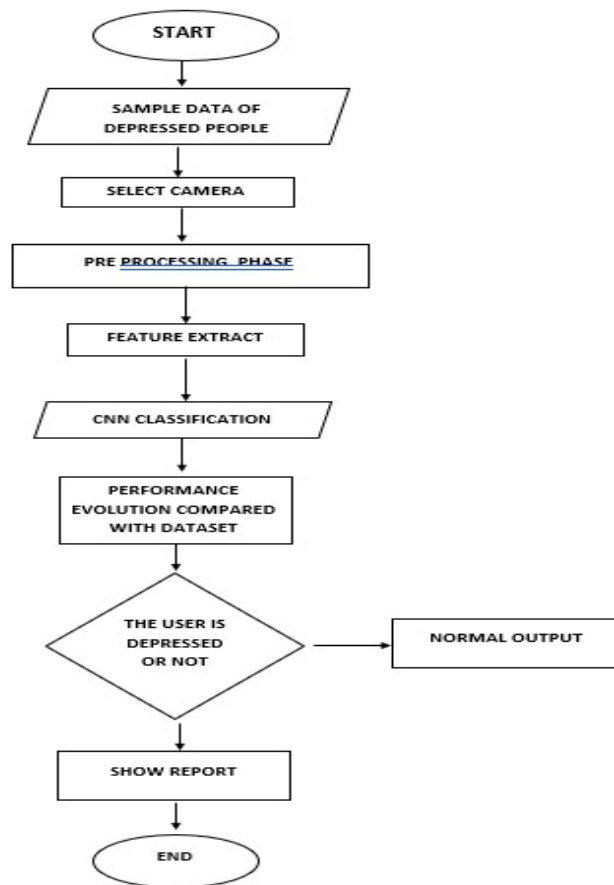 START
SAMPLE DATA OF
DEPRESSED PEOPLE
SELECT CAMERA
PRE PROCESSING PHASE
FEATURE EXTRACT
CNN CLASSIFICATION
PERFORMANCE
EVOLUTION COMPARED
WITH DATASET
THE USER IS
DEPRESSED
OR NOT
NORMAL OUTPUT
SHOW REPORT
END